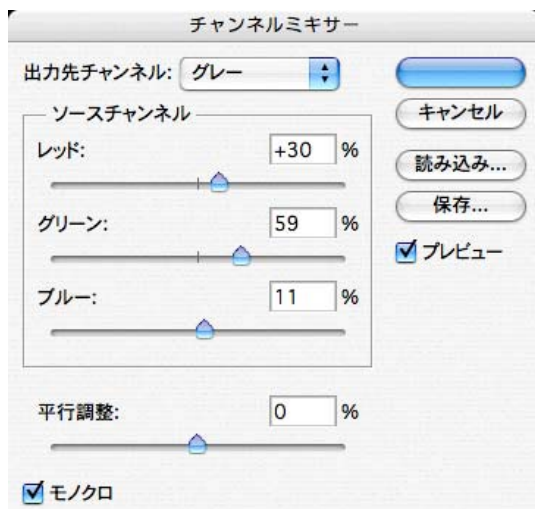 チャンネルミキサー
出力先チャンネル: グレー
ソースチャンネル
レッド: +30 %
グリーン: 59 %
ブルー: 11 %
平行調整: 0 %
モノクロ
キャンセル
読み込み...
保存...
プレビュー